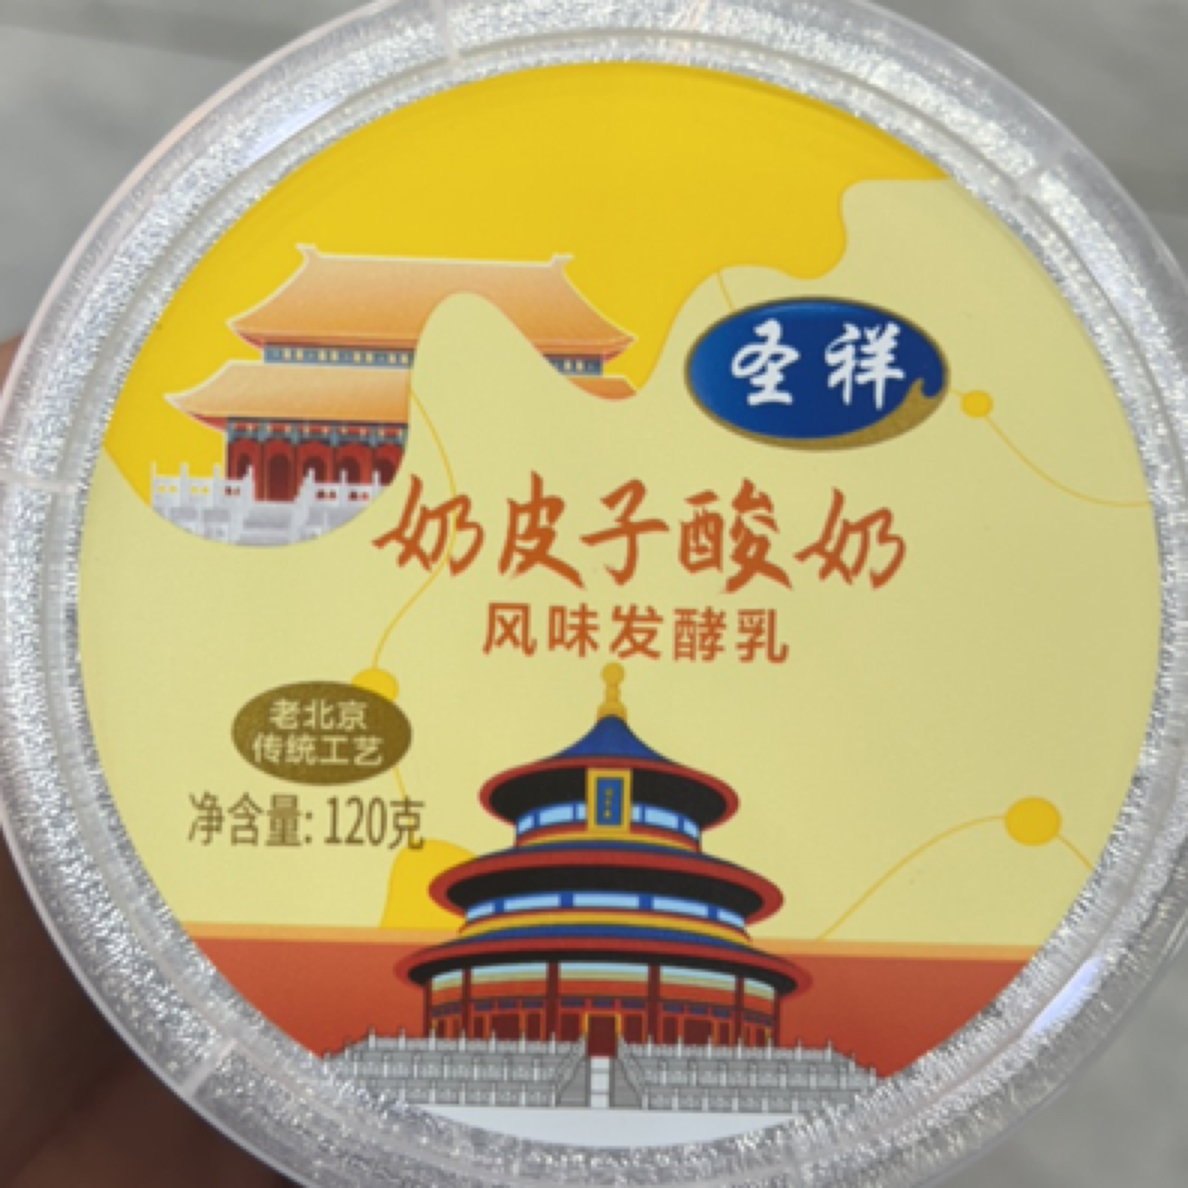 圣祥
奶皮子酸奶
风味发酵乳
老北京
传统工艺
净含量: 120克